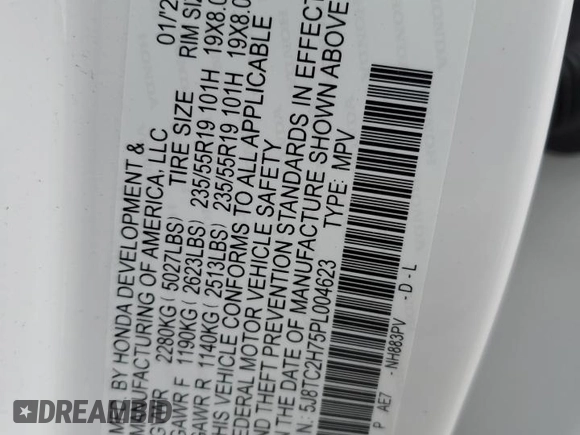 MFD BY HONDA DEVELOPMENT & 01/2
MANUFACTURING OF AMERICA, LLC
GVWR 2280KG ( 5027LBS) TIRE SIZE RIM SIZ
GAWR F 1190KG ( 2623LBS) 235/55R19 101H 19X8.0
GAWR R 1140KG ( 2513LBS) 235/55R19 101H 19X8.0
THIS VEHICLE CONFORMS TO ALL APPLICABLE
FEDERAL MOTOR VEHICLE SAFETY
AND THEFT PREVENTION STANDARDS IN EFFECT
ON THE DATE OF MANUFACTURE SHOWN ABOVE
N: 5J8TC2H75PL004623 TYPE: MPV
P AE7 -NH883PV -D-L
DREAMBID